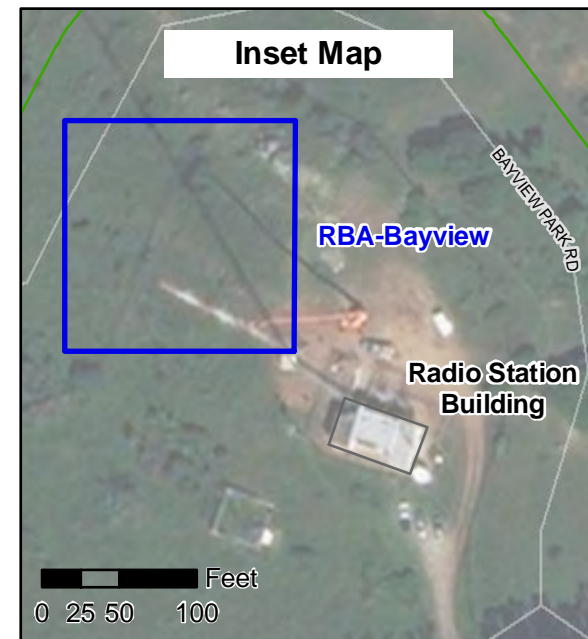 Inset Map
BAYVIEW PARK RD
RBA-Bayview
Radio Station
Building
Feet
0 25 50 100